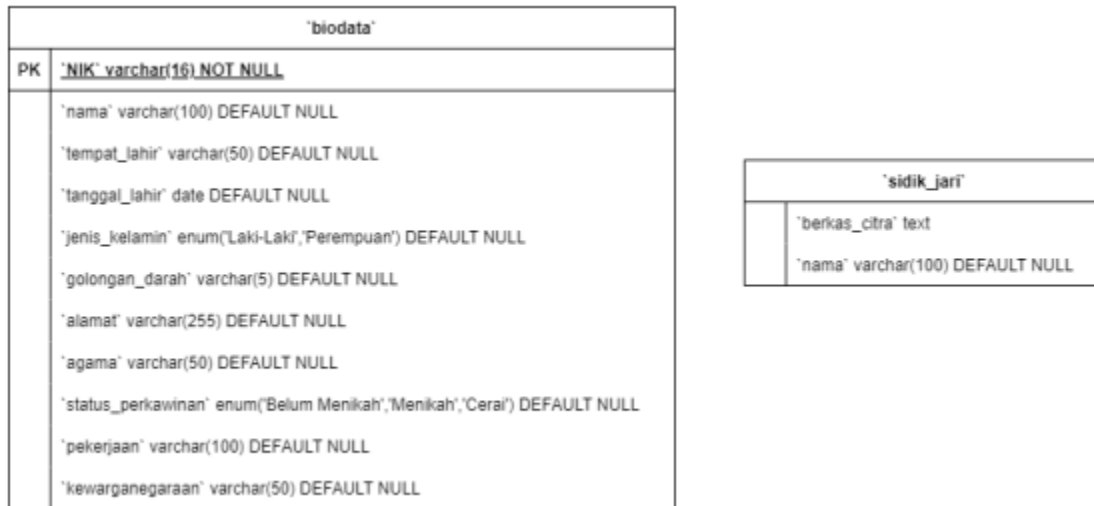 `biodata`
PK `NIK` varchar(16) NOT NULL
`nama` varchar(100) DEFAULT NULL
`tempat_lahir` varchar(50) DEFAULT NULL
`tanggal_lahir` date DEFAULT NULL
`jenis_kelamin` enum('Laki-Laki','Perempuan') DEFAULT NULL
`golongan_darah` varchar(5) DEFAULT NULL
`alamat` varchar(255) DEFAULT NULL
`agama` varchar(50) DEFAULT NULL
`status_perkawinan` enum('Belum Menikah','Menikah','Cerai') DEFAULT NULL
`pekerjaan` varchar(100) DEFAULT NULL
`kewarganegaraan` varchar(50) DEFAULT NULL
`sidik_jari`
`berkas_citra` text
`nama` varchar(100) DEFAULT NULL